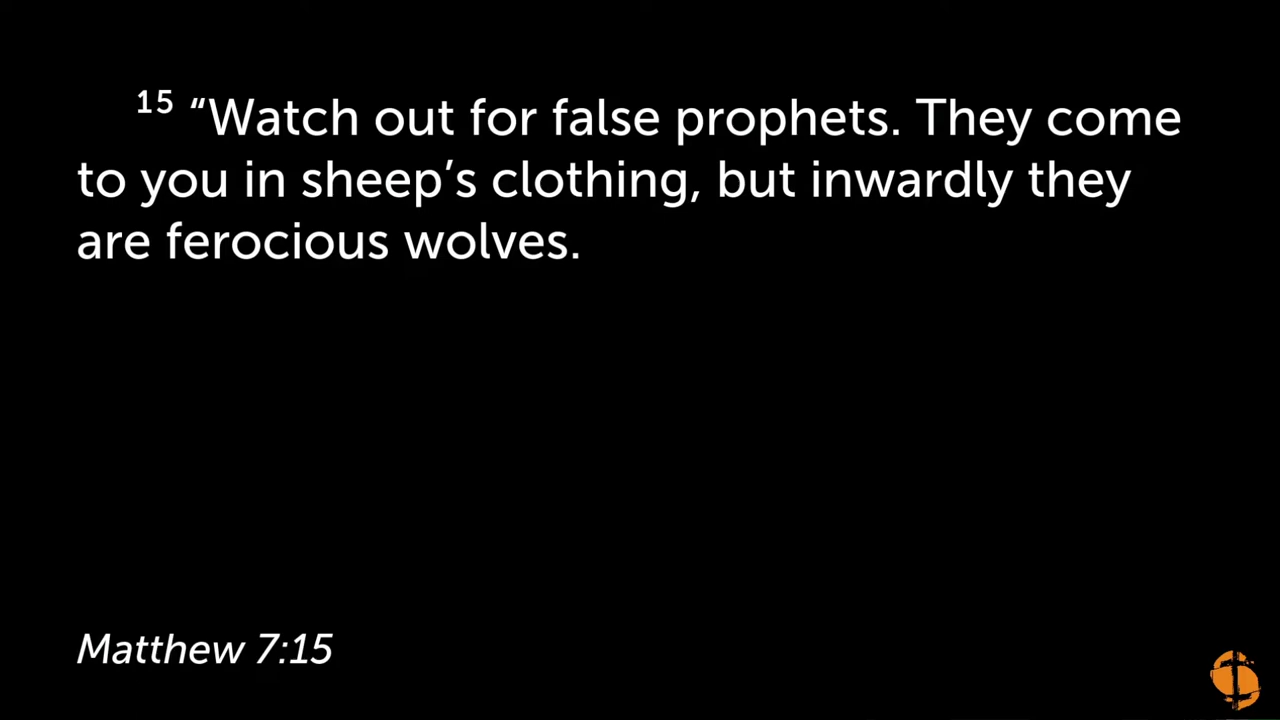 15 “Watch out for false prophets. They come
to you in sheep’s clothing, but inwardly they
are ferocious wolves.
Matthew 7:15